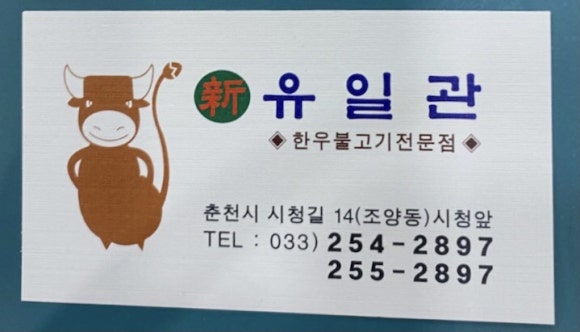 新 유일관
◈ 한우불고기전문점 ◈
춘천시 시청길 14(조양동)시청앞
TEL : 033) 254-2897
255-2897